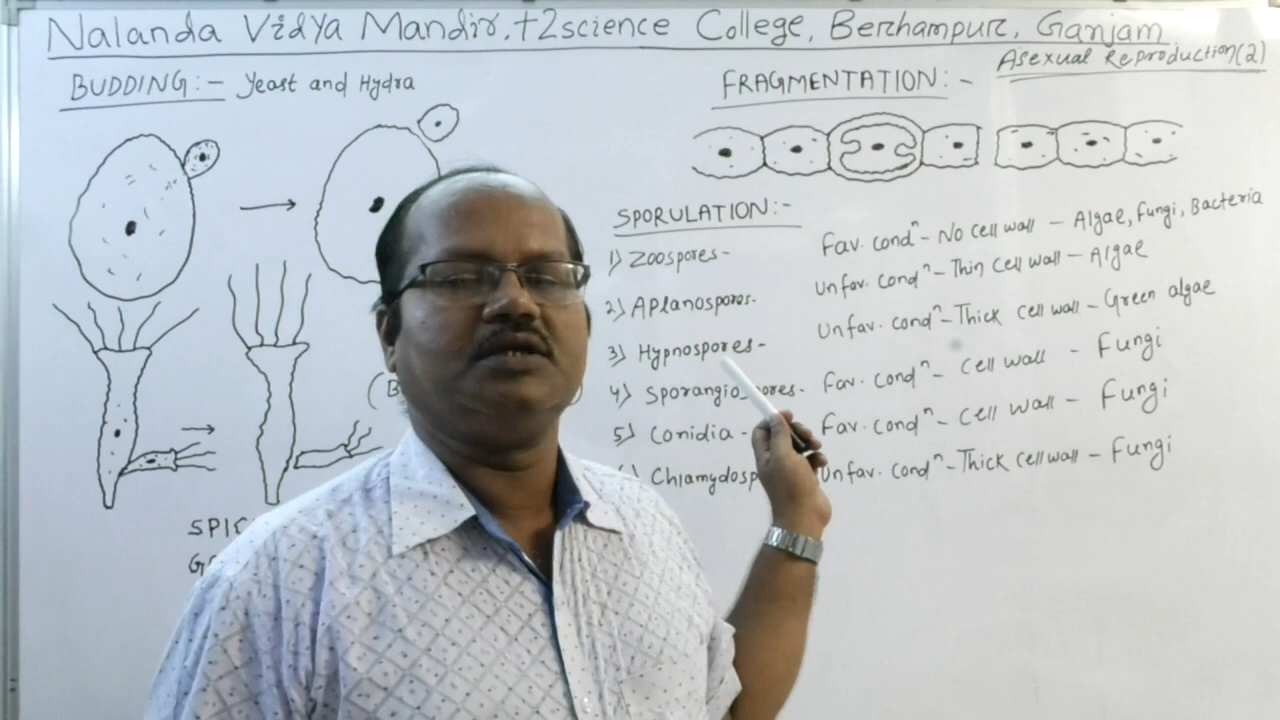 Nalanda Vidya Mandir, +2science College, Berhampur, Ganjam
Asexual Reproduction(2)
BUDDING:- Yeast and Hydra
FRAGMENTATION:-
SPORULATION:-
1) Zoospores- Fav. condⁿ- No cell wall - Algae, Fungi, Bacteria
2) Aplanospores- Unfav. condⁿ- Thin cell wall - Algae
3) Hypnospores- Unfav. condⁿ- Thick cell wall - Green algae
4) Sporangiospores- Fav. condⁿ- cell wall - Fungi
5) Conidia- Fav. condⁿ- cell wall - Fungi
Chlamydosp Unfav. condⁿ- Thick cell wall - Fungi
(B
SPIC